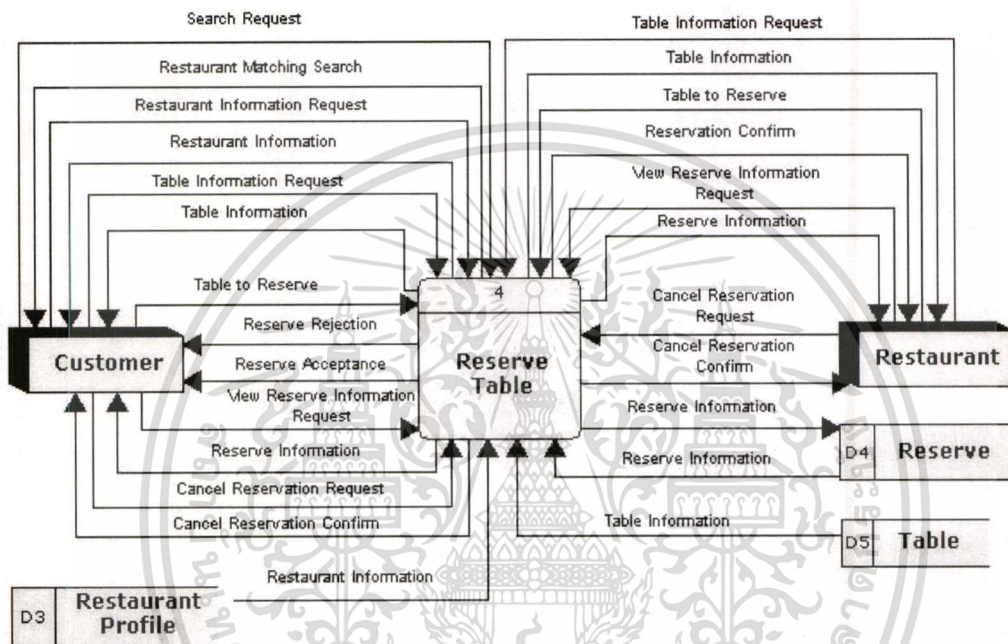 Search Request
Table Information Request
Restaurant Matching Search
Table Information
Restaurant Information Request
Table to Reserve
Restaurant Information
Reservation Confirm
Table Information Request
View Reserve Information
Request
Table Information
Reserve Information
4
Table to Reserve
Cancel Reservation
Request
Reserve Rejection
Customer
Reserve
Table
Cancel Reservation
Confirm
Restaurant
Reserve Acceptance
View Reserve Information
Request
Reserve Information
D4 Reserve
Reserve Information
Reserve Information
Cancel Reservation Request
Cancel Reservation Confirm
Table Information
D5 Table
Restaurant Information
D3 Restaurant
Profile